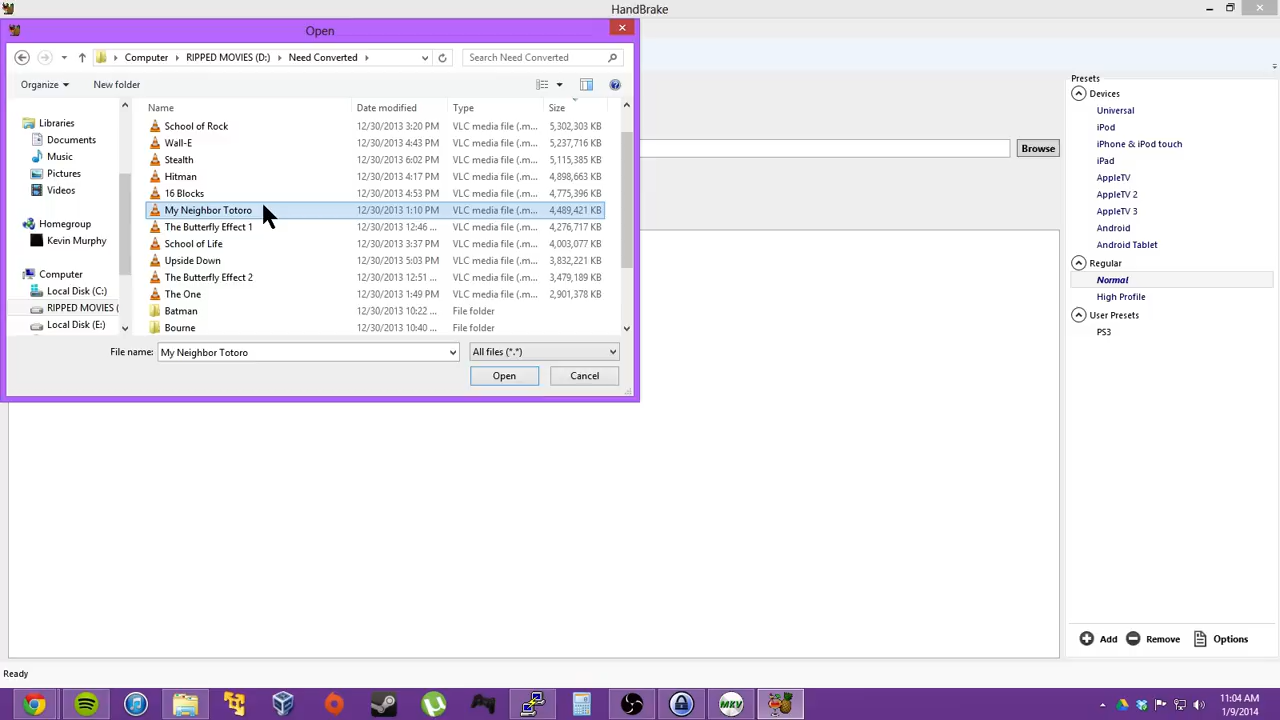 HandBrake
Open
Computer RIPPED MOVIES (D:) Need Converted Search Need Converted
Organize New folder
Name Date modified Type Size
School of Rock 12/30/2013 3:20 PM VLC media file (.m... 5,302,303 KB
Wall-E 12/30/2013 4:43 PM VLC media file (.m... 5,237,716 KB
Stealth 12/30/2013 6:02 PM VLC media file (.m... 5,115,385 KB
Hitman 12/30/2013 4:17 PM VLC media file (.m... 4,898,663 KB
16 Blocks 12/30/2013 4:53 PM VLC media file (.m... 4,775,396 KB
My Neighbor Totoro 12/30/2013 1:10 PM VLC media file (.m... 4,489,421 KB
The Butterfly Effect 1 12/30/2013 12:46 ... VLC media file (.m... 4,276,717 KB
School of Life 12/30/2013 3:37 PM VLC media file (.m... 4,003,077 KB
Upside Down 12/30/2013 5:03 PM VLC media file (.m... 3,832,221 KB
The Butterfly Effect 2 12/30/2013 12:51 ... VLC media file (.m... 3,479,189 KB
The One 12/30/2013 1:49 PM VLC media file (.m... 2,901,378 KB
Batman 12/30/2013 10:22 ... File folder
Bourne 12/30/2013 10:40 ... File folder
Libraries
Documents
Music
Pictures
Videos
Homegroup
Kevin Murphy
Computer
Local Disk (C:)
RIPPED MOVIES (
Local Disk (E:)
File name: My Neighbor Totoro All files (*.*)
Open Cancel
Browse
Presets
Devices
Universal
iPod
iPhone & iPod touch
iPad
AppleTV
AppleTV 2
AppleTV 3
Android
Android Tablet
Regular
Normal
High Profile
User Presets
PS3
Add Remove Options
Ready
MKV
11:04 AM
1/9/2014